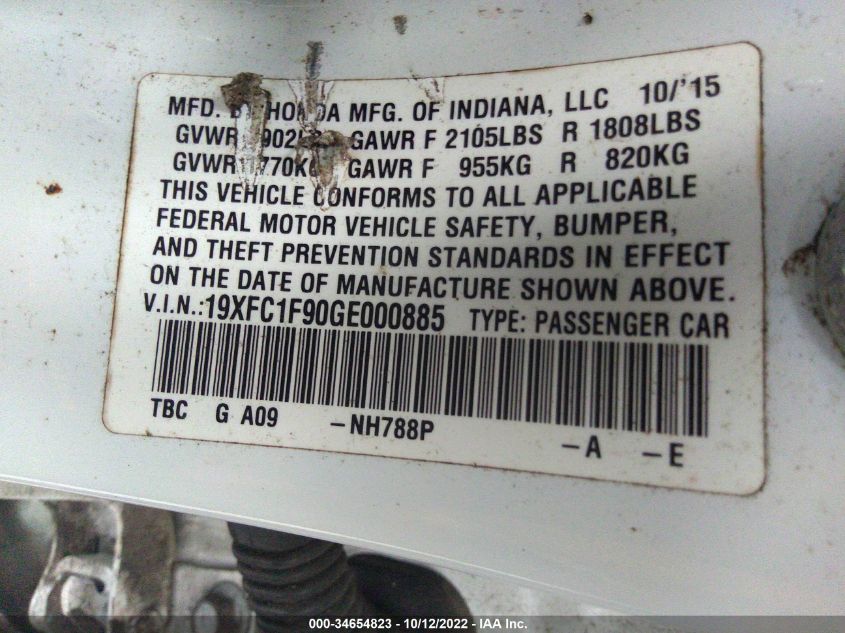 MFD. BY HONDA MFG. OF INDIANA, LLC 10/'15
GVWR GAWR F 2105LBS R 1808LBS
GVWR GAWR F 955KG R 820KG
THIS VEHICLE CONFORMS TO ALL APPLICABLE
FEDERAL MOTOR VEHICLE SAFETY, BUMPER,
AND THEFT PREVENTION STANDARDS IN EFFECT
ON THE DATE OF MANUFACTURE SHOWN ABOVE.
V.I.N.:19XFC1F90GE000885 TYPE: PASSENGER CAR
TBC G A09 -NH788P -A -E
000-34654823 - 10/12/2022 - IAA Inc.